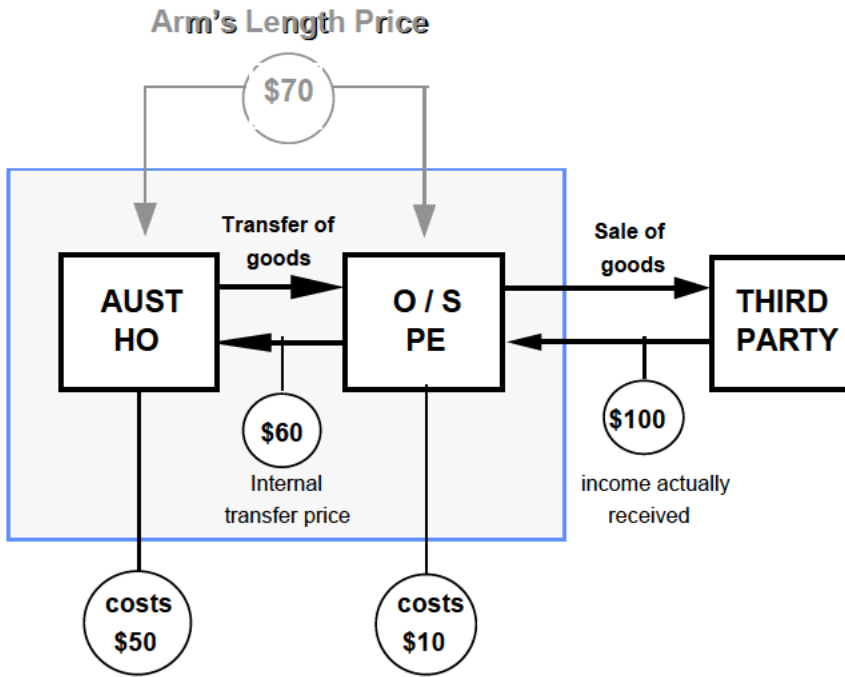 Arm's Length Price
$70
Transfer of
goods
Sale of
goods
AUST
HO
O / S
PE
THIRD
PARTY
$60
Internal
transfer price
$100
income actually
received
costs
$50
costs
$10